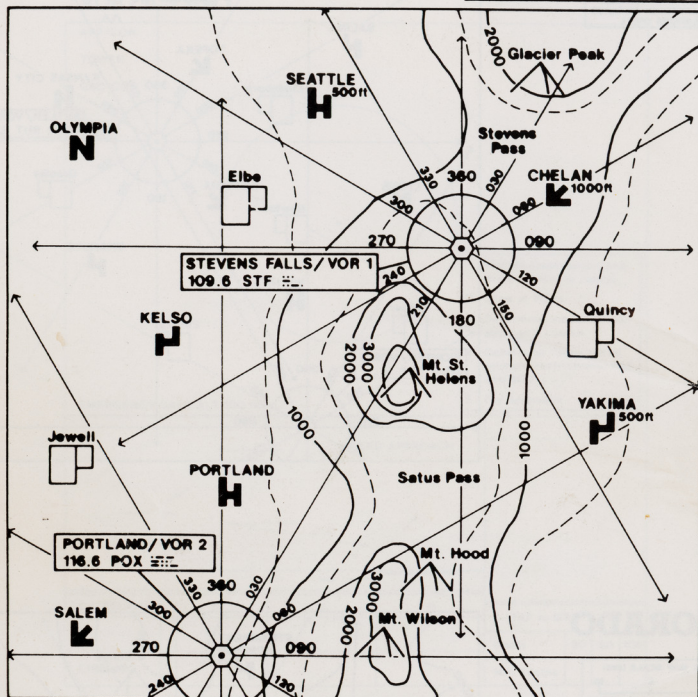 2000
Glacier Peak
SEATTLE
500ft
OLYMPIA
N
Stevens
Pass
Elbe
330
360
030
CHELAN
1000ft
300
060
270
090
STEVENS FALLS/VOR 1
109.6 STF
240
120
210
150
180
KELSO
Quincy
2000
3000
Mt. St.
Helens
1000
YAKIMA
500ft
1000
Jewell
PORTLAND
Satus Pass
PORTLAND/VOR 2
116.6 POX
Mt. Hood
330
360
030
3000
2000
300
060
SALEM
Mt. Wilson
270
090
240
120